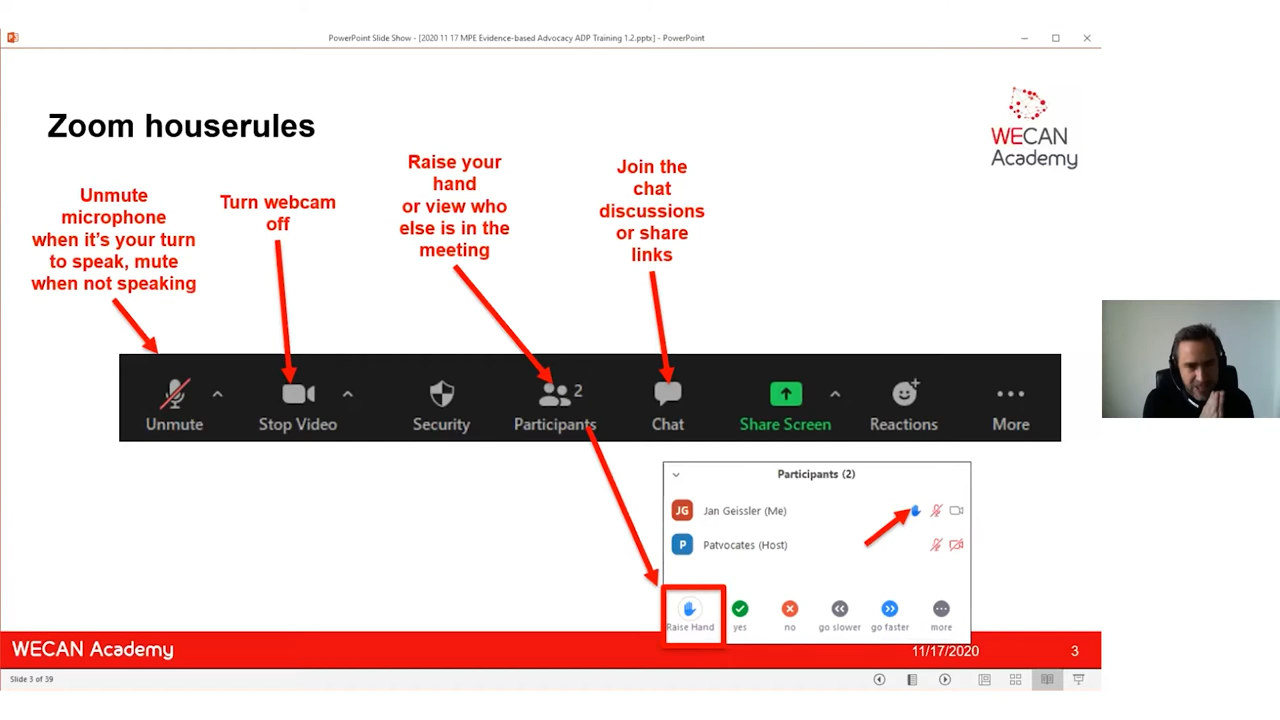 PowerPoint Slide Show - [2020 11 17 MPE Evidence-based Advocacy ADP Training 1.2.pptx] - PowerPoint
Zoom houserules
WECAN
Academy
Unmute
microphone
when it's your turn
to speak, mute
when not speaking
Turn webcam
off
Raise your
hand
or view who
else is in the
meeting
Join the
chat
discussions
or share
links
2
Unmute
Stop Video
Security
Participants
Chat
Share Screen
Reactions
More
Participants (2)
JG Jan Geissler (Me)
P Patvocates (Host)
Raise Hand
yes
no
go slower
go faster
more
WECAN Academy
11/17/2020
3
Slide 3 of 39